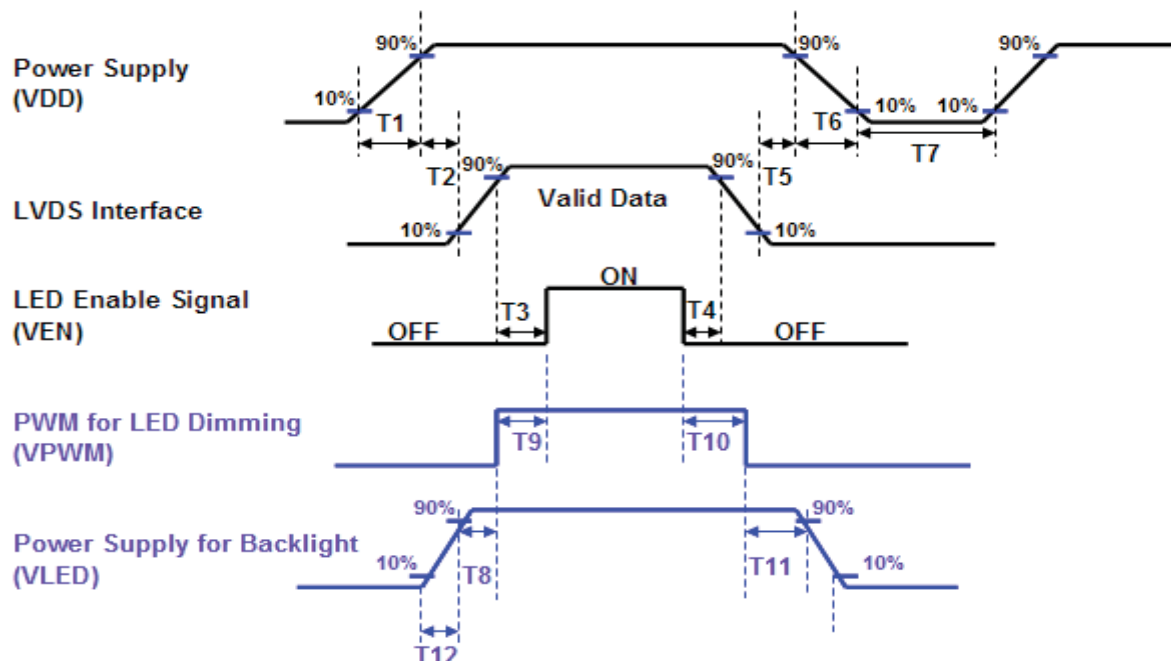 90% 90% 90%
Power Supply
(VDD)
10% 10% 10%
T1 T6
T7
T2 90% 90% T5
Valid Data
LVDS Interface
10% 10%
ON
LED Enable Signal
(VEN)
T3 T4
OFF OFF
PWM for LED Dimming
(VPWM)
T9 T10
90% 90%
Power Supply for Backlight
(VLED)
10% T8 T11 10%
T12